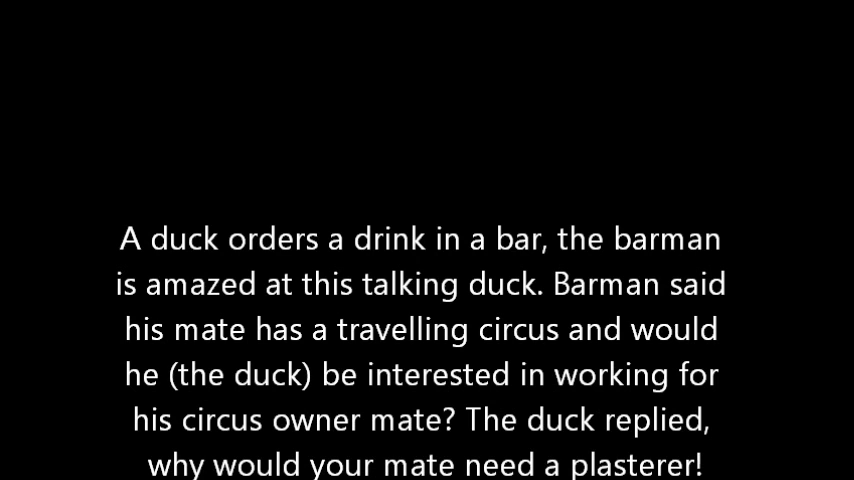 A duck orders a drink in a bar, the barman
is amazed at this talking duck. Barman said
his mate has a travelling circus and would
he (the duck) be interested in working for
his circus owner mate? The duck replied,
why would your mate need a plasterer!